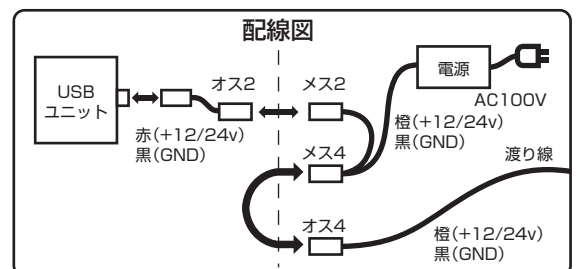 配線図
USB
ユニット
オス2
メス2
電源
AC100V
赤(+12/24v)
黒(GND)
橙(+12/24v)
黒(GND)
メス4
渡り線
オス4
橙(+12/24v)
黒(GND)